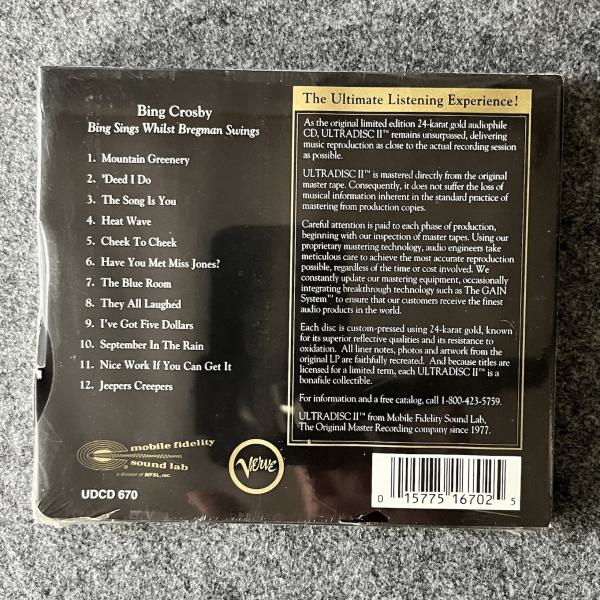 Bing Crosby
Bing Sings Whilst Bregman Swings
1. Mountain Greenery
2. 'Deed I Do
3. The Song is You
4. Heat Wave
5. Cheek To Cheek
6. Have You Met Miss Jones?
7. The Blue Room
8. They All Laughed
9. I've Got Five Dollars
10. September In The Rain
11. Nice Work If You Can Get It
12. Jeepers Creepers
mobile fidelity
sound lab
a division of MFSL, INC.
UDCD 670
Verve
The Ultimate Listening Experience!
As the original limited edition 24-karat gold audiophile
CD, ULTRADISC II™ remains unsurpassed, delivering
music reproduction as close to the actual recording session
as possible.
ULTRADISC II™ is mastered directly from the original
master tape. Consequently, it does not suffer the loss of
musical information inherent in the standard practice of
mastering from production copies.
Careful attention is paid to each phase of production,
beginning with our inspection of master tapes. Using our
proprietary mastering technology, audio engineers take
meticulous care to achieve the most accurate reproduction
possible, regardless of the time or cost involved. We
constantly update our mastering equipment, occasionally
integrating breakthrough technology such as The GAIN
System™ to ensure that our customers receive the finest
audio products in the world.
Each disc is custom-pressed using 24-karat gold, known
for its superior reflective qualities and its resistance to
oxidation. All liner notes, photos and artwork from the
original LP are faithfully recreated. And because titles are
licensed for a limited term, each ULTRADISC II™ is a
bonafide collectible.
For information and a free catalog, call 1-800-423-5759.
ULTRADISC II™ from Mobile Fidelity Sound Lab,
The Original Master Recording company since 1977.
0 15775 16702 5